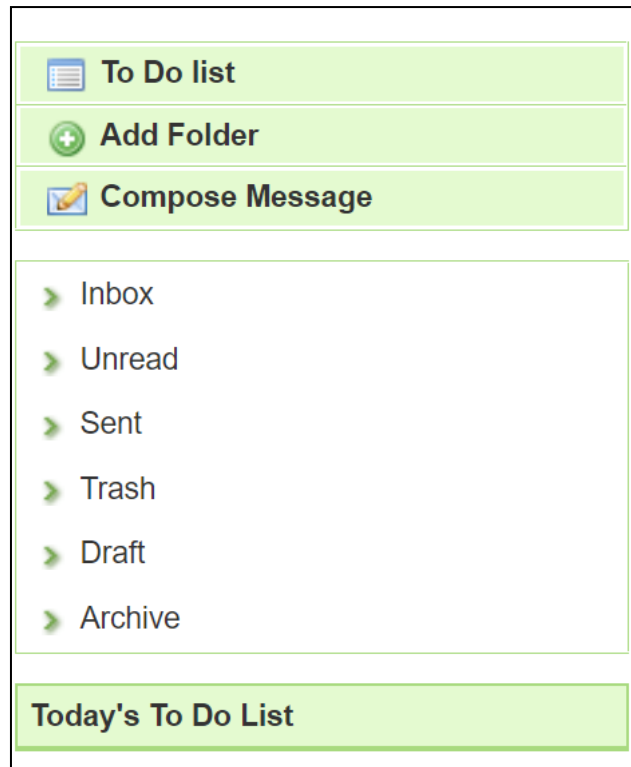 To Do list
Add Folder
Compose Message
Inbox
Unread
Sent
Trash
Draft
Archive
Today's To Do List